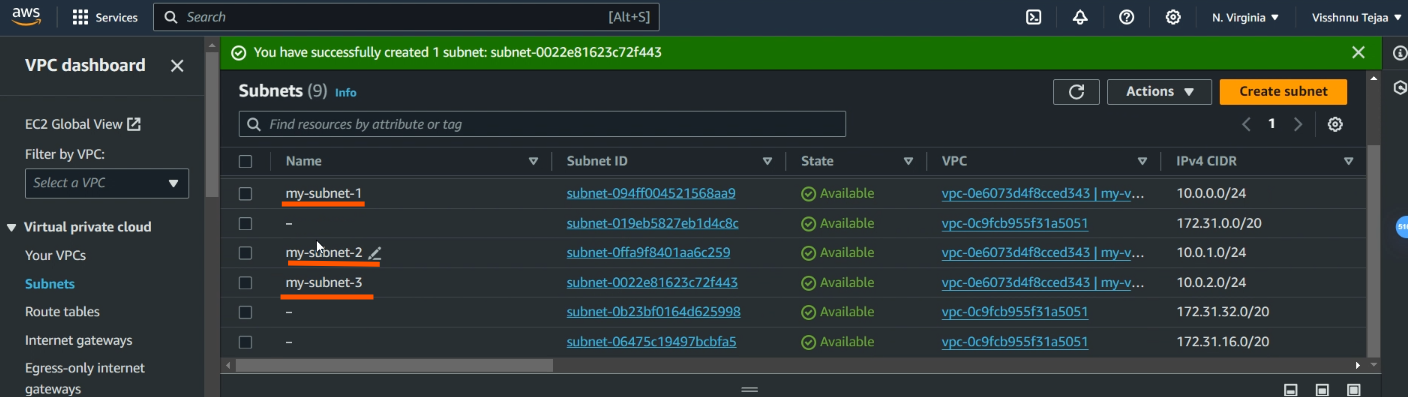 aws Services Search [Alt+S] N. Virginia ▼ Visshnnu Tejaa ▼
VPC dashboard
EC2 Global View
Filter by VPC:
Select a VPC
Virtual private cloud
Your VPCs
Subnets
Route tables
Internet gateways
Egress-only internet
gateways
You have successfully created 1 subnet: subnet-0022e81623c72f443
Subnets (9) Info Actions ▼ Create subnet
Find resources by attribute or tag 1
Name Subnet ID State VPC IPv4 CIDR
my-subnet-1 subnet-094ff004521568aa9 Available vpc-0e6073d4f8cced343 | my-v... 10.0.0.0/24
– subnet-019eb5827eb1d4c8c Available vpc-0c9fcb955f31a5051 172.31.0.0/20
my-subnet-2 subnet-0ffa9f8401aa6c259 Available vpc-0e6073d4f8cced343 | my-v... 10.0.1.0/24
my-subnet-3 subnet-0022e81623c72f443 Available vpc-0e6073d4f8cced343 | my-v... 10.0.2.0/24
– subnet-0b23bf0164d625998 Available vpc-0c9fcb955f31a5051 172.31.32.0/20
– subnet-06475c19497bcbfa5 Available vpc-0c9fcb955f31a5051 172.31.16.0/20